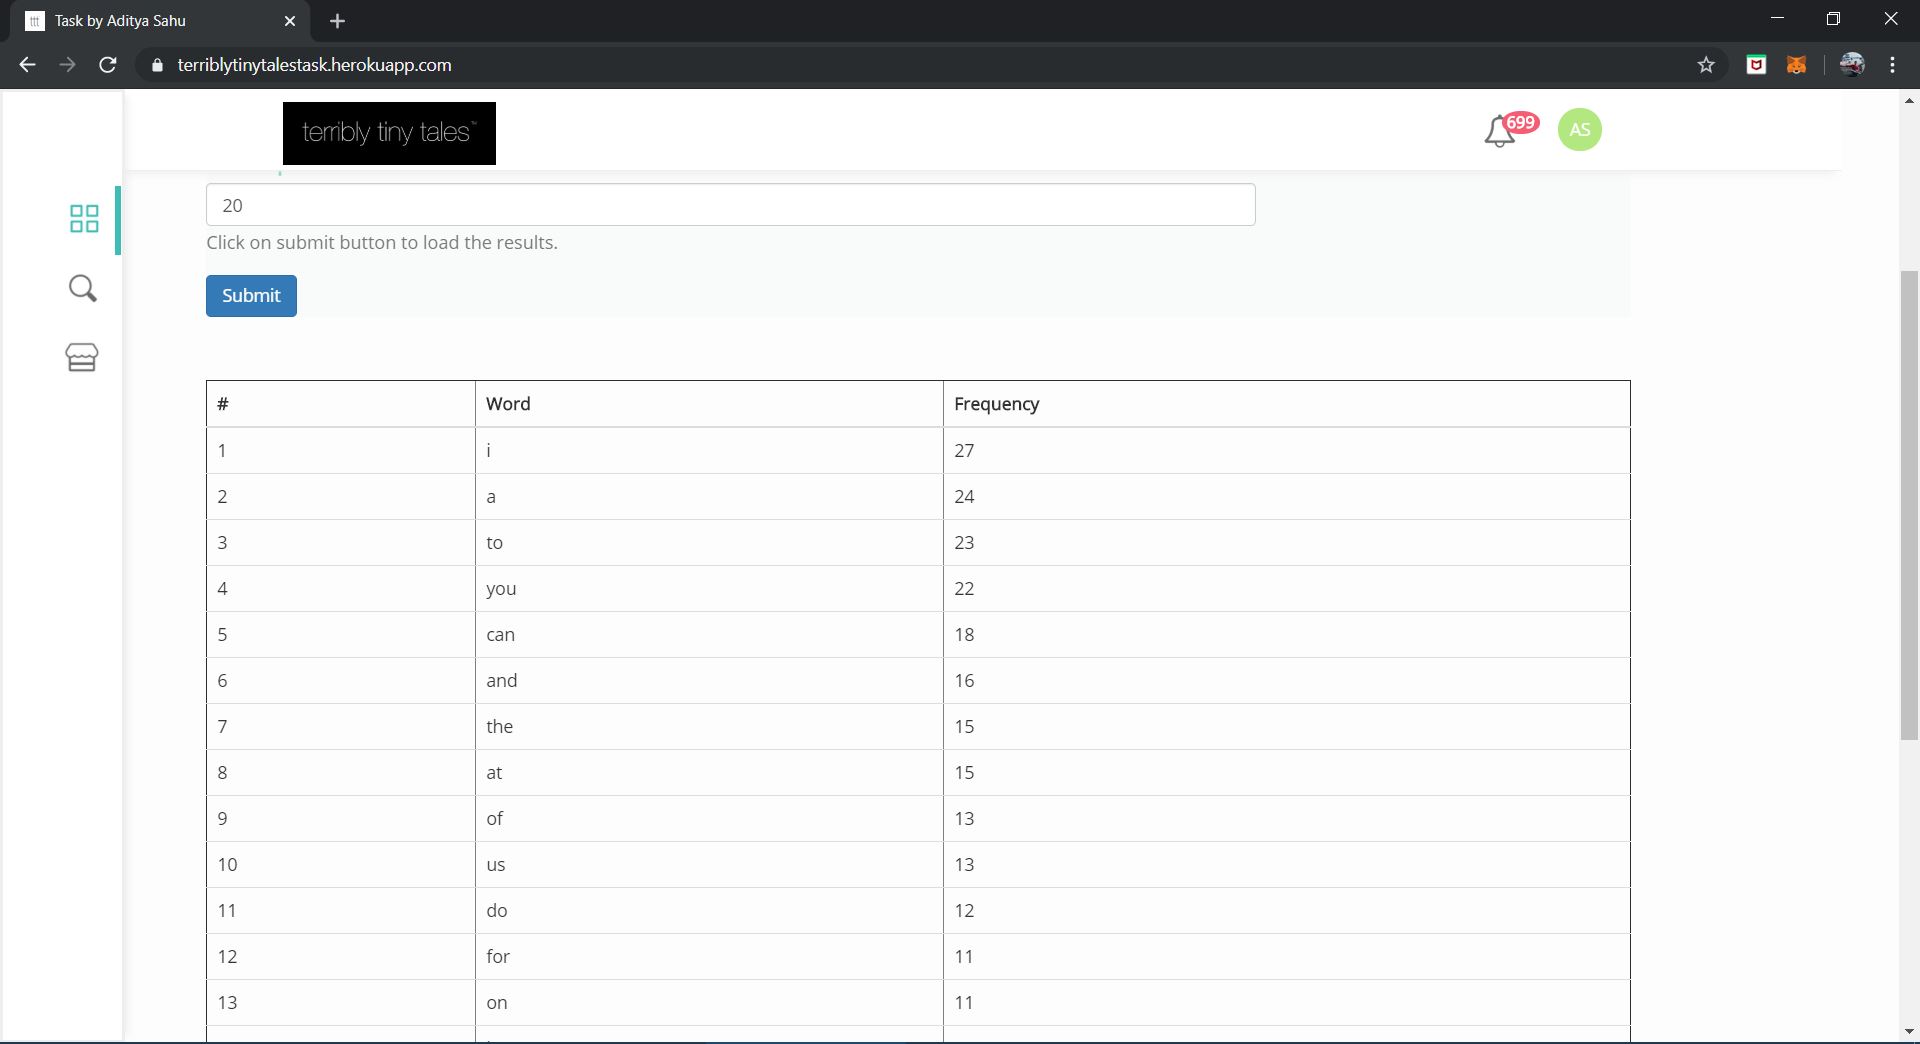 ttt Task by Aditya Sahu
terriblytinytalestask.herokuapp.com
terribly tiny tales™
699
AS
20
Click on submit button to load the results.
Submit
# Word Frequency
1 i 27
2 a 24
3 to 23
4 you 22
5 can 18
6 and 16
7 the 15
8 at 15
9 of 13
10 us 13
11 do 12
12 for 11
13 on 11